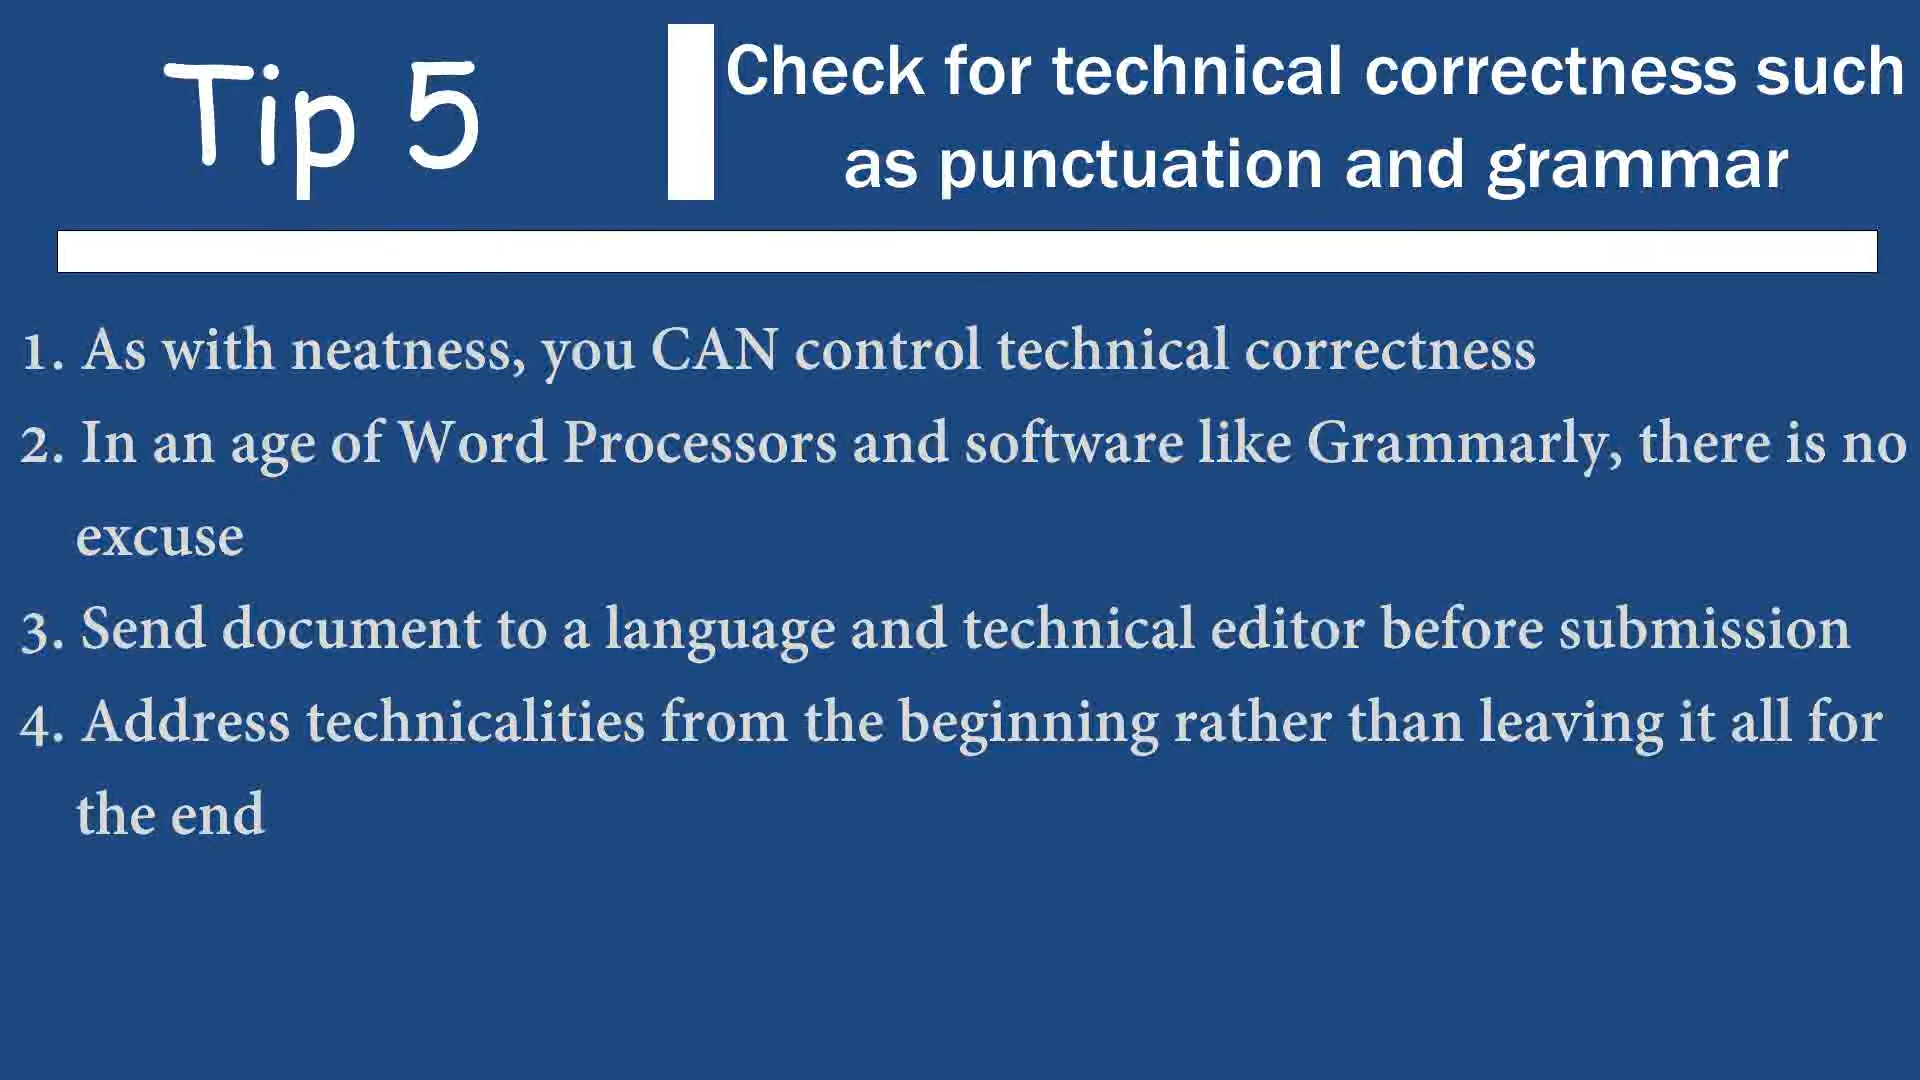 Tip 5
Check for technical correctness such
as punctuation and grammar
1. As with neatness, you CAN control technical correctness
2. In an age of Word Processors and software like Grammarly, there is no
excuse
3. Send document to a language and technical editor before submission
4. Address technicalities from the beginning rather than leaving it all for
the end